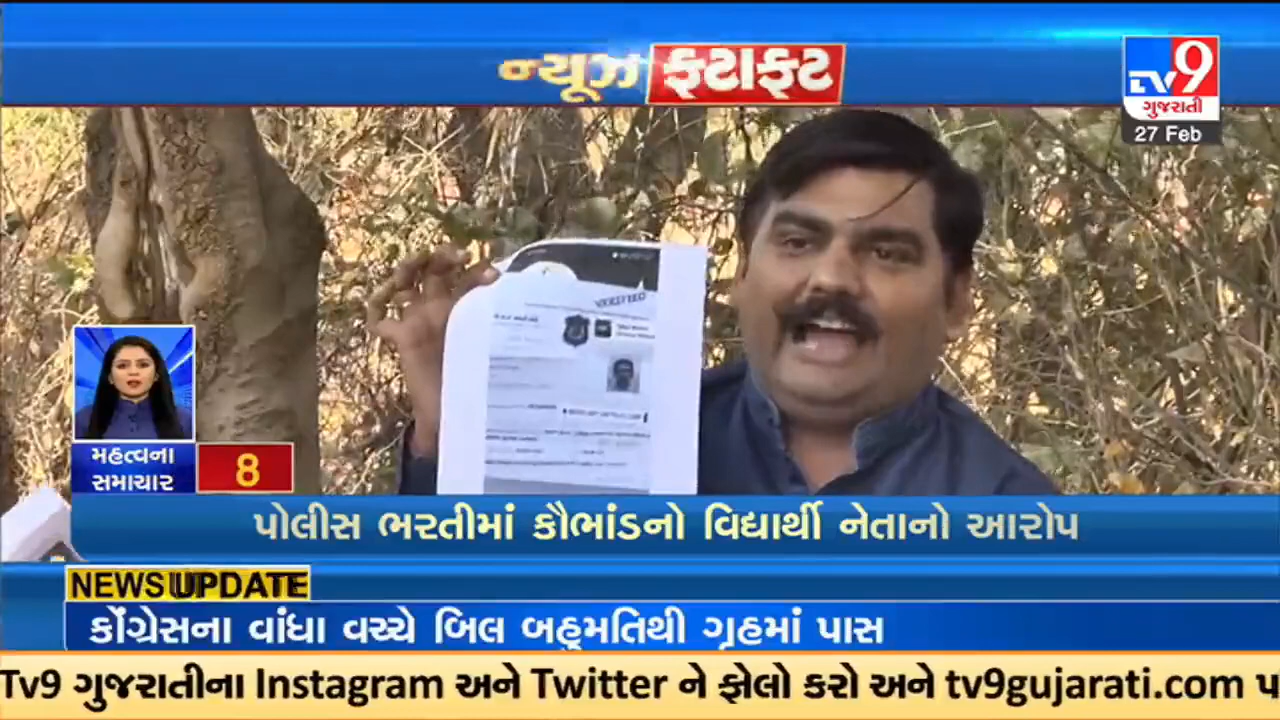 ન્યૂઝ ફટાફટ
TV9
ગુજરાતી
27 Feb
VERIFIED
મહત્વના
સમાચાર
8
પોલીસ ભરતીમાં કૌભાંડનો વિદ્યાર્થી નેતાનો આરોપ
NEWS UPDATE
કોંગ્રેસના વાંધા વચ્ચે બિલ બહુમતિથી ગૃહમાં પાસ
Tv9 ગુજરાતીના Instagram અને Twitter ને ફોલો કરો અને tv9gujarati.com પ